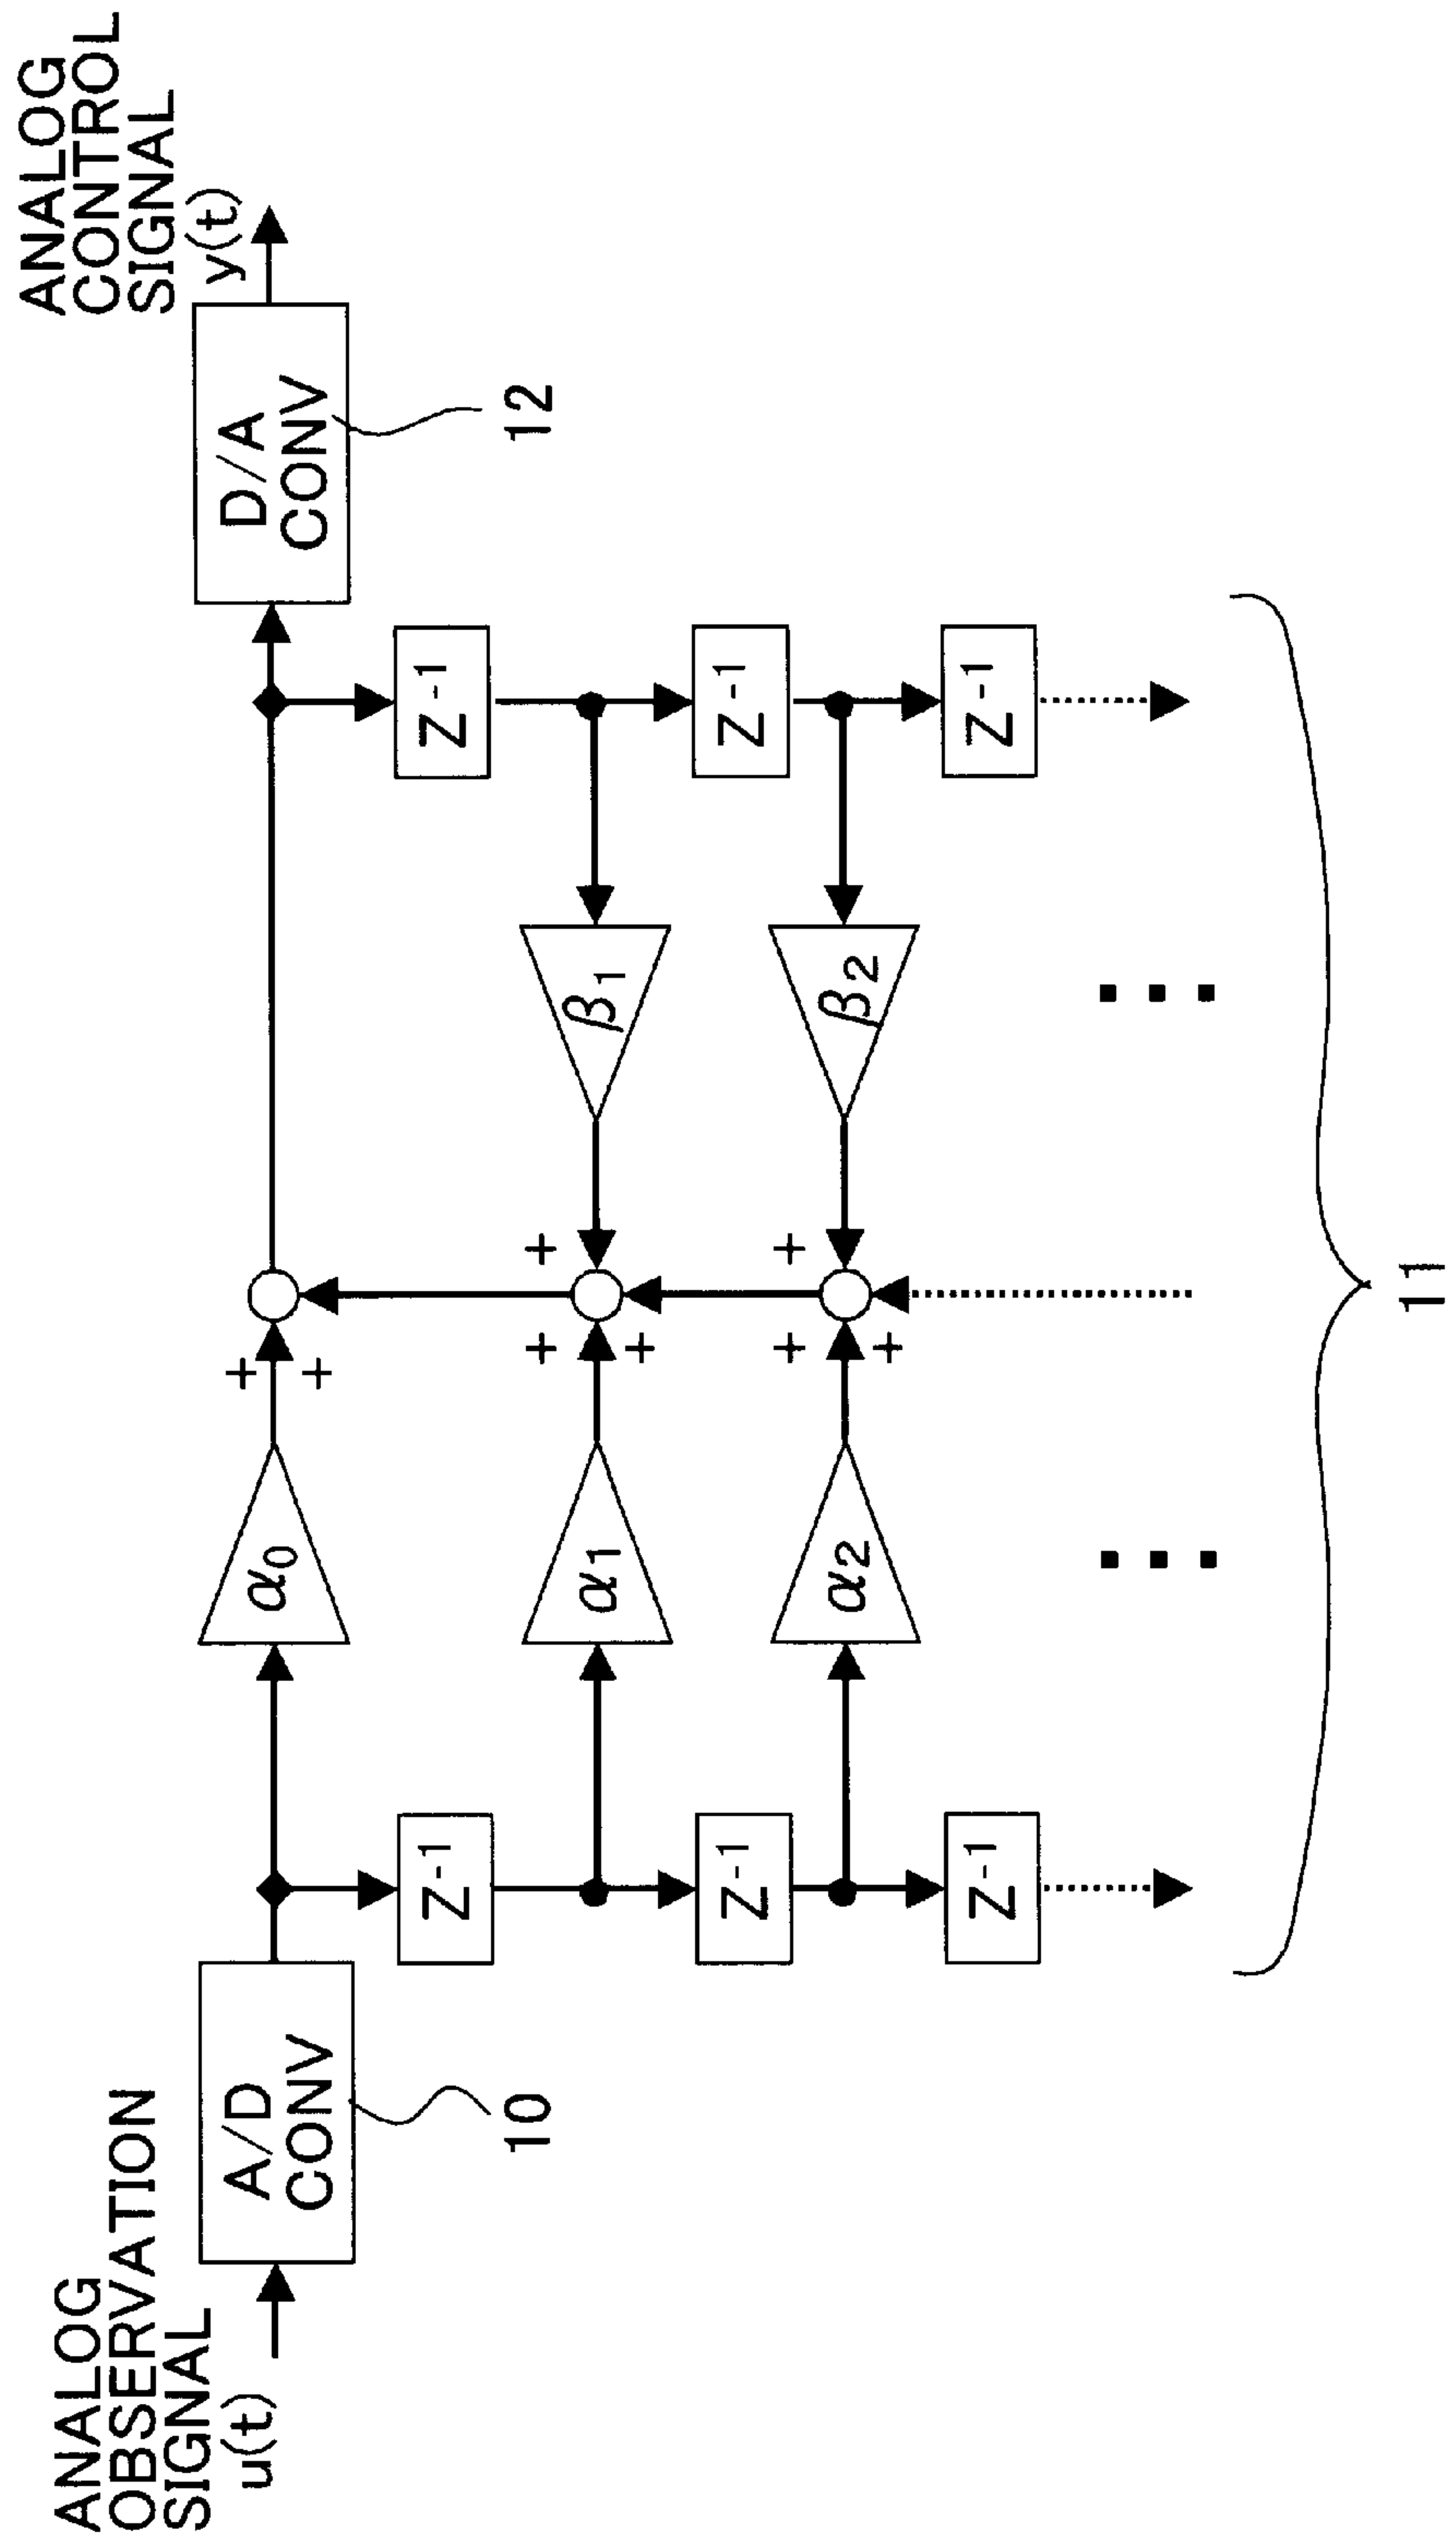 ANALOG
OBSERVATION
SIGNAL
u(t)
A/D
CONV
10
α0
+
+
ANALOG
CONTROL
SIGNAL
y(t)
D/A
CONV
12
Z-1
α1
+
+
+
β1
Z-1
Z-1
α2
+
+
+
β2
Z-1
Z-1
Z-1
11